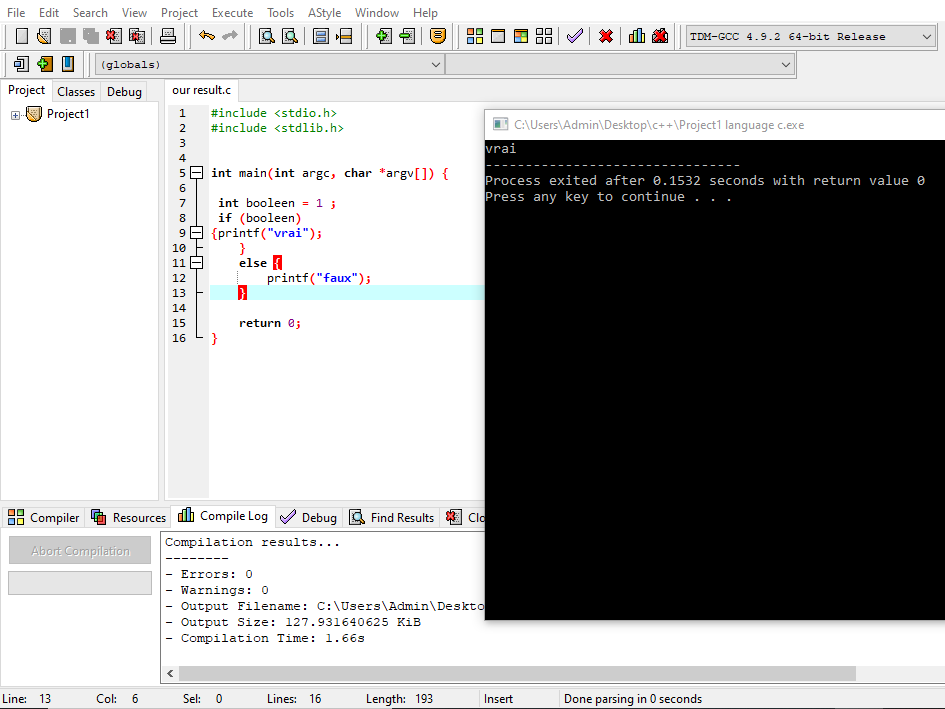 File Edit Search View Project Execute Tools AStyle Window Help
TDM-GCC 4.9.2 64-bit Release
(globals)
Project Classes Debug
our result.c
Project1
1 #include <stdio.h>
2 #include <stdlib.h>
3
4
5 int main(int argc, char *argv[]) {
6
7 int booleen = 1 ;
8 if (booleen)
9 {printf("vrai");
10 }
11 else {
12 printf("faux");
13 }
14
15 return 0;
16 }
C:\Users\Admin\Desktop\c++\Project1 language c.exe
vrai
--------------------------------
Process exited after 0.1532 seconds with return value 0
Press any key to continue . . .
Compiler Resources Compile Log Debug Find Results Clo
Abort Compilation
Compilation results...
--------
- Errors: 0
- Warnings: 0
- Output Filename: C:\Users\Admin\Deskto
- Output Size: 127.931640625 KiB
- Compilation Time: 1.66s
Line: 13 Col: 6 Sel: 0 Lines: 16 Length: 193 Insert Done parsing in 0 seconds